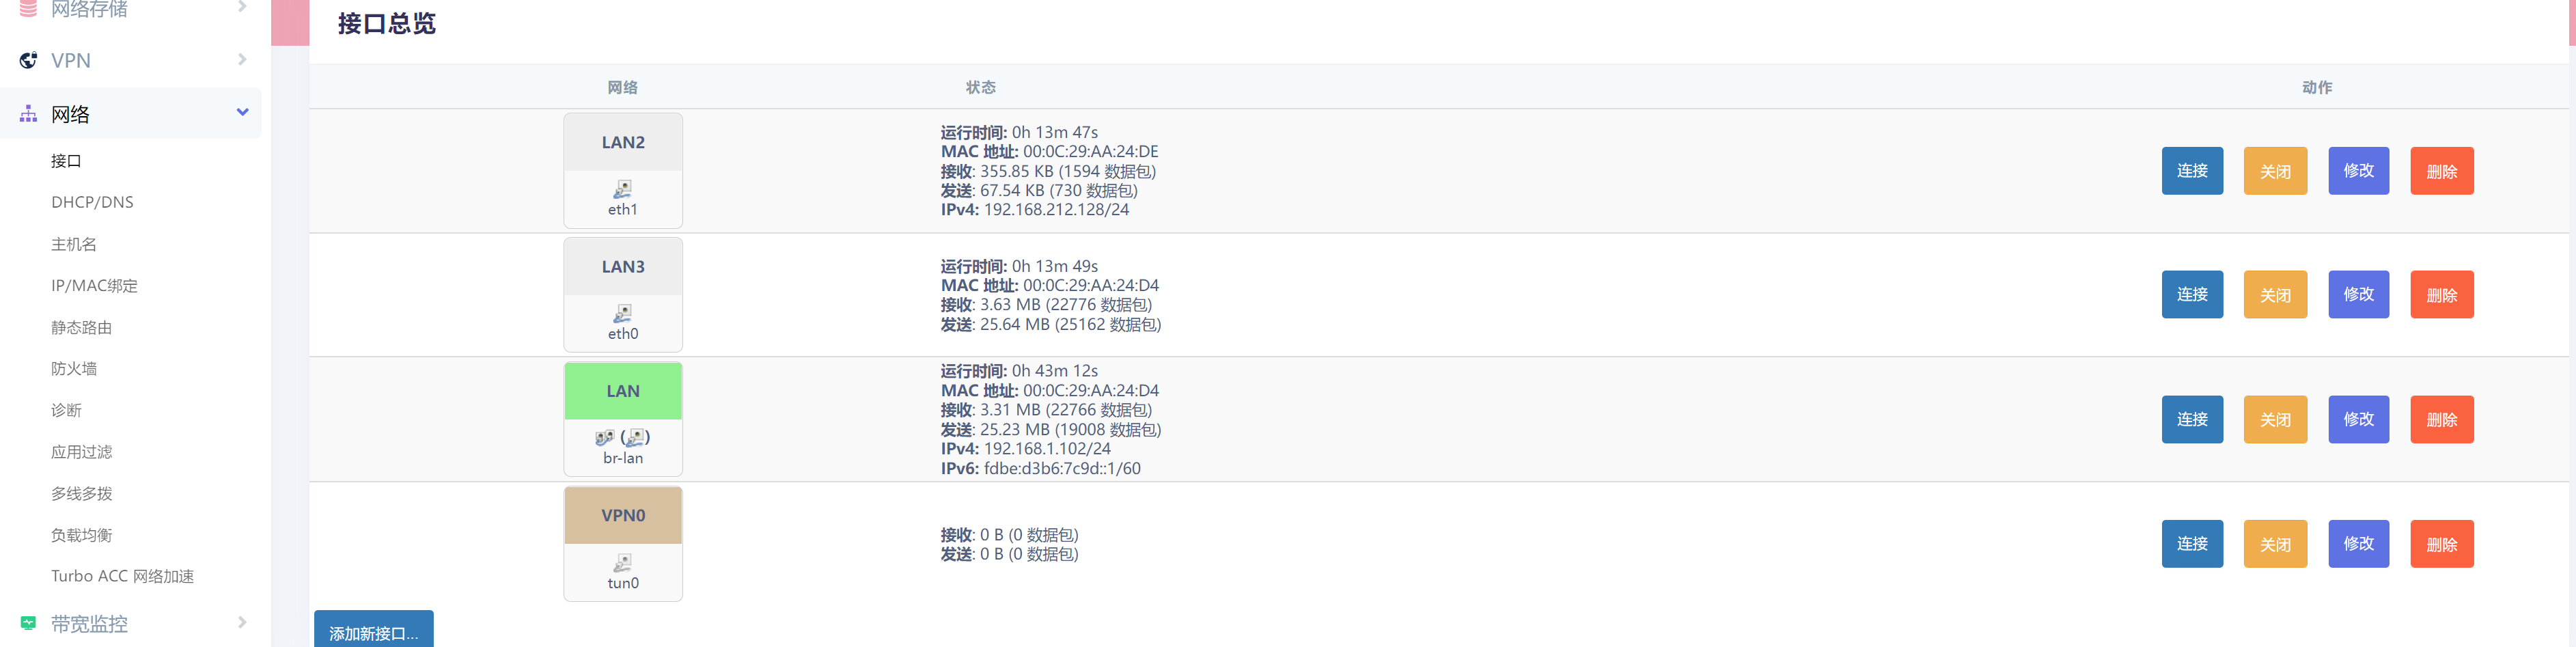 网络存储
VPN
网络
接口
DHCP/DNS
主机名
IP/MAC绑定
静态路由
防火墙
诊断
应用过滤
多线多拨
负载均衡
Turbo ACC 网络加速
带宽监控
接口总览
网络 状态 动作
LAN2
eth1
运行时间: 0h 13m 47s
MAC 地址: 00:0C:29:AA:24:DE
接收: 355.85 KB (1594 数据包)
发送: 67.54 KB (730 数据包)
IPv4: 192.168.212.128/24
连接 关闭 修改 删除
LAN3
eth0
运行时间: 0h 13m 49s
MAC 地址: 00:0C:29:AA:24:D4
接收: 3.63 MB (22776 数据包)
发送: 25.64 MB (25162 数据包)
连接 关闭 修改 删除
LAN
( )
br-lan
运行时间: 0h 43m 12s
MAC 地址: 00:0C:29:AA:24:D4
接收: 3.31 MB (22766 数据包)
发送: 25.23 MB (19008 数据包)
IPv4: 192.168.1.102/24
IPv6: fdbe:d3b6:7c9d::1/60
连接 关闭 修改 删除
VPN0
tun0
接收: 0 B (0 数据包)
发送: 0 B (0 数据包)
连接 关闭 修改 删除
添加新接口...